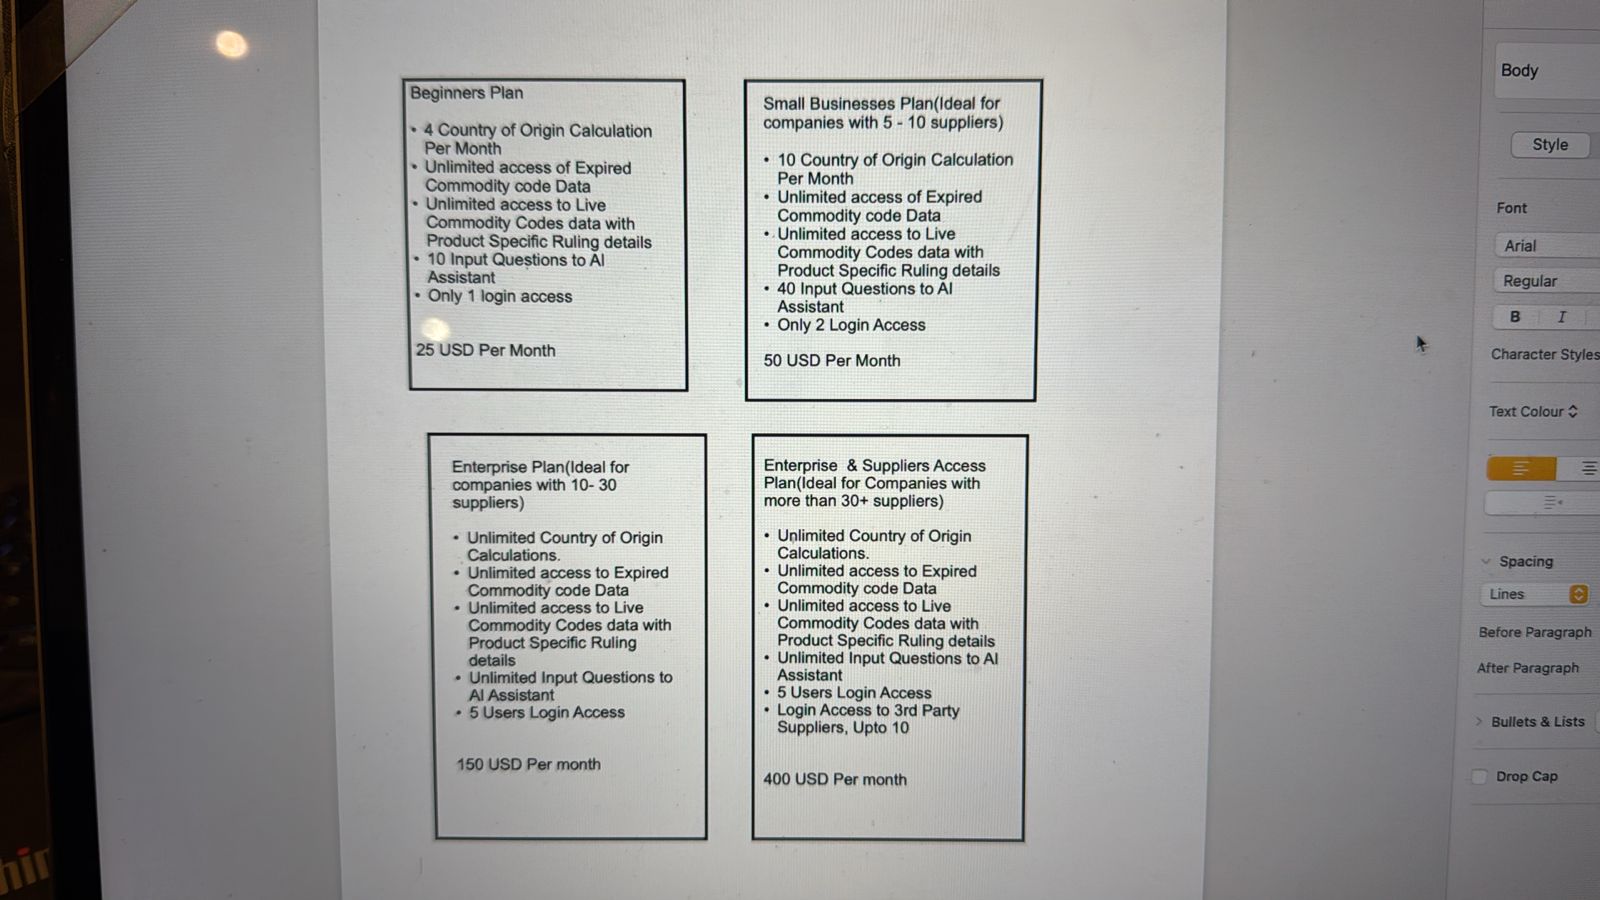 Beginners Plan
• 4 Country of Origin Calculation
Per Month
• Unlimited access of Expired
Commodity code Data
• Unlimited access to Live
Commodity Codes data with
Product Specific Ruling details
• 10 Input Questions to AI
Assistant
• Only 1 login access
25 USD Per Month
Small Businesses Plan(Ideal for
companies with 5 - 10 suppliers)
• 10 Country of Origin Calculation
Per Month
• Unlimited access of Expired
Commodity code Data
• Unlimited access to Live
Commodity Codes data with
Product Specific Ruling details
• 40 Input Questions to AI
Assistant
• Only 2 Login Access
50 USD Per Month
Enterprise Plan(Ideal for
companies with 10- 30
suppliers)
• Unlimited Country of Origin
Calculations.
• Unlimited access to Expired
Commodity code Data
• Unlimited access to Live
Commodity Codes data with
Product Specific Ruling
details
• Unlimited Input Questions to
AI Assistant
• 5 Users Login Access
150 USD Per month
Enterprise & Suppliers Access
Plan(Ideal for Companies with
more than 30+ suppliers)
• Unlimited Country of Origin
Calculations.
• Unlimited access to Expired
Commodity code Data
• Unlimited access to Live
Commodity Codes data with
Product Specific Ruling details
• Unlimited Input Questions to AI
Assistant
• 5 Users Login Access
• Login Access to 3rd Party
Suppliers, Upto 10
400 USD Per month
Body
Style
Font
Arial
Regular
B I
Character Styles
Text Colour
Spacing
Lines
Before Paragraph
After Paragraph
Bullets & Lists
Drop Cap